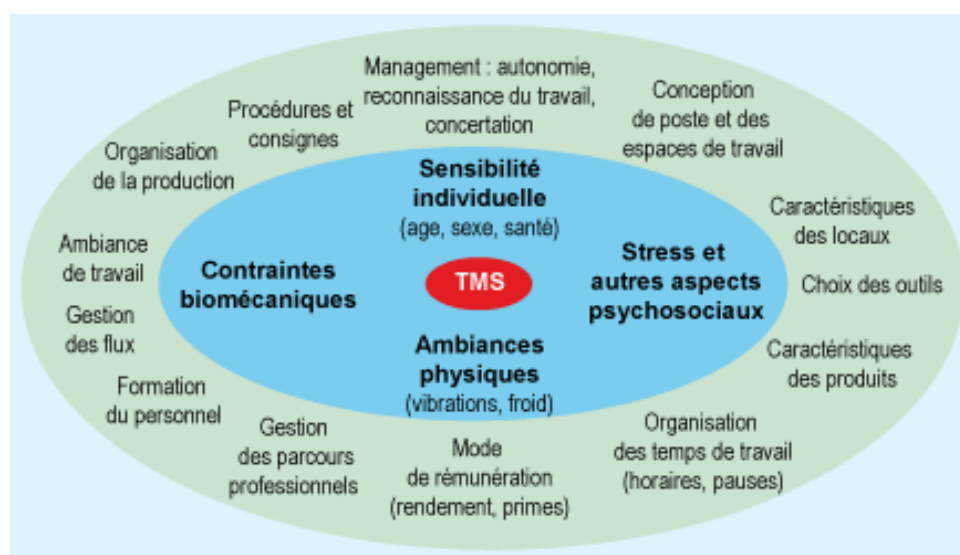 Management : autonomie,
reconnaissance du travail,
concertation
Procédures et
consignes
Conception
de poste et des
espaces de travail
Organisation
de la production
Sensibilité
individuelle
(age, sexe, santé)
Caractéristiques
des locaux
Ambiance
de travail
Contraintes
biomécaniques
TMS
Stress et
autres aspects
psychosociaux
Choix des outils
Gestion
des flux
Ambiances
physiques
(vibrations, froid)
Caractéristiques
des produits
Formation
du personnel
Gestion
des parcours
professionnels
Mode
de rémunération
(rendement, primes)
Organisation
des temps de travail
(horaires, pauses)